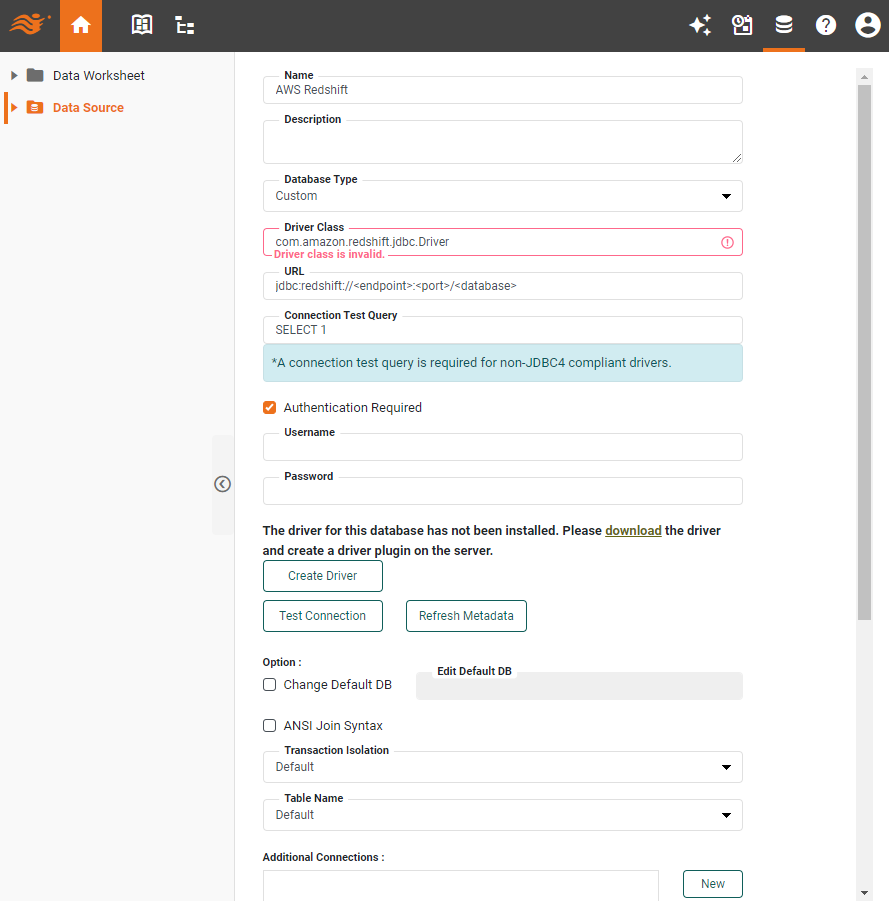 Data Worksheet
Data Source
Name
AWS Redshift
Description
Database Type
Custom
Driver Class
com.amazon.redshift.jdbc.Driver
Driver class is invalid.
URL
jdbc:redshift://<endpoint>:<port>/<database>
Connection Test Query
SELECT 1
*A connection test query is required for non-JDBC4 compliant drivers.
Authentication Required
Username
Password
The driver for this database has not been installed. Please download the driver
and create a driver plugin on the server.
Create Driver
Test Connection Refresh Metadata
Option :
Edit Default DB
Change Default DB
ANSI Join Syntax
Transaction Isolation
Default
Table Name
Default
Additional Connections :
New